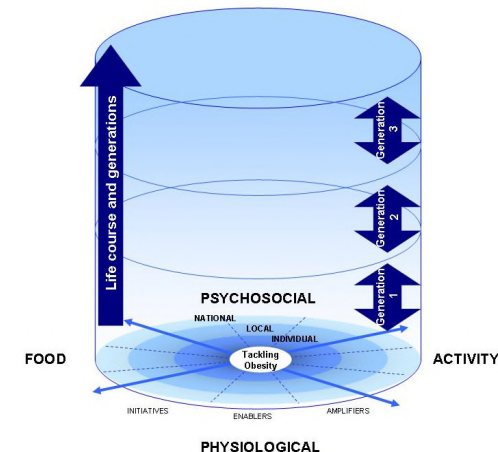 Life course and generations
Generation
3
Generation
2
Generation
1
PSYCHOSOCIAL
NATIONAL
LOCAL
INDIVIDUAL
FOOD
Tackling
Obesity
ACTIVITY
INITIATIVES
ENABLERS
AMPLIFIERS
PHYSIOLOGICAL